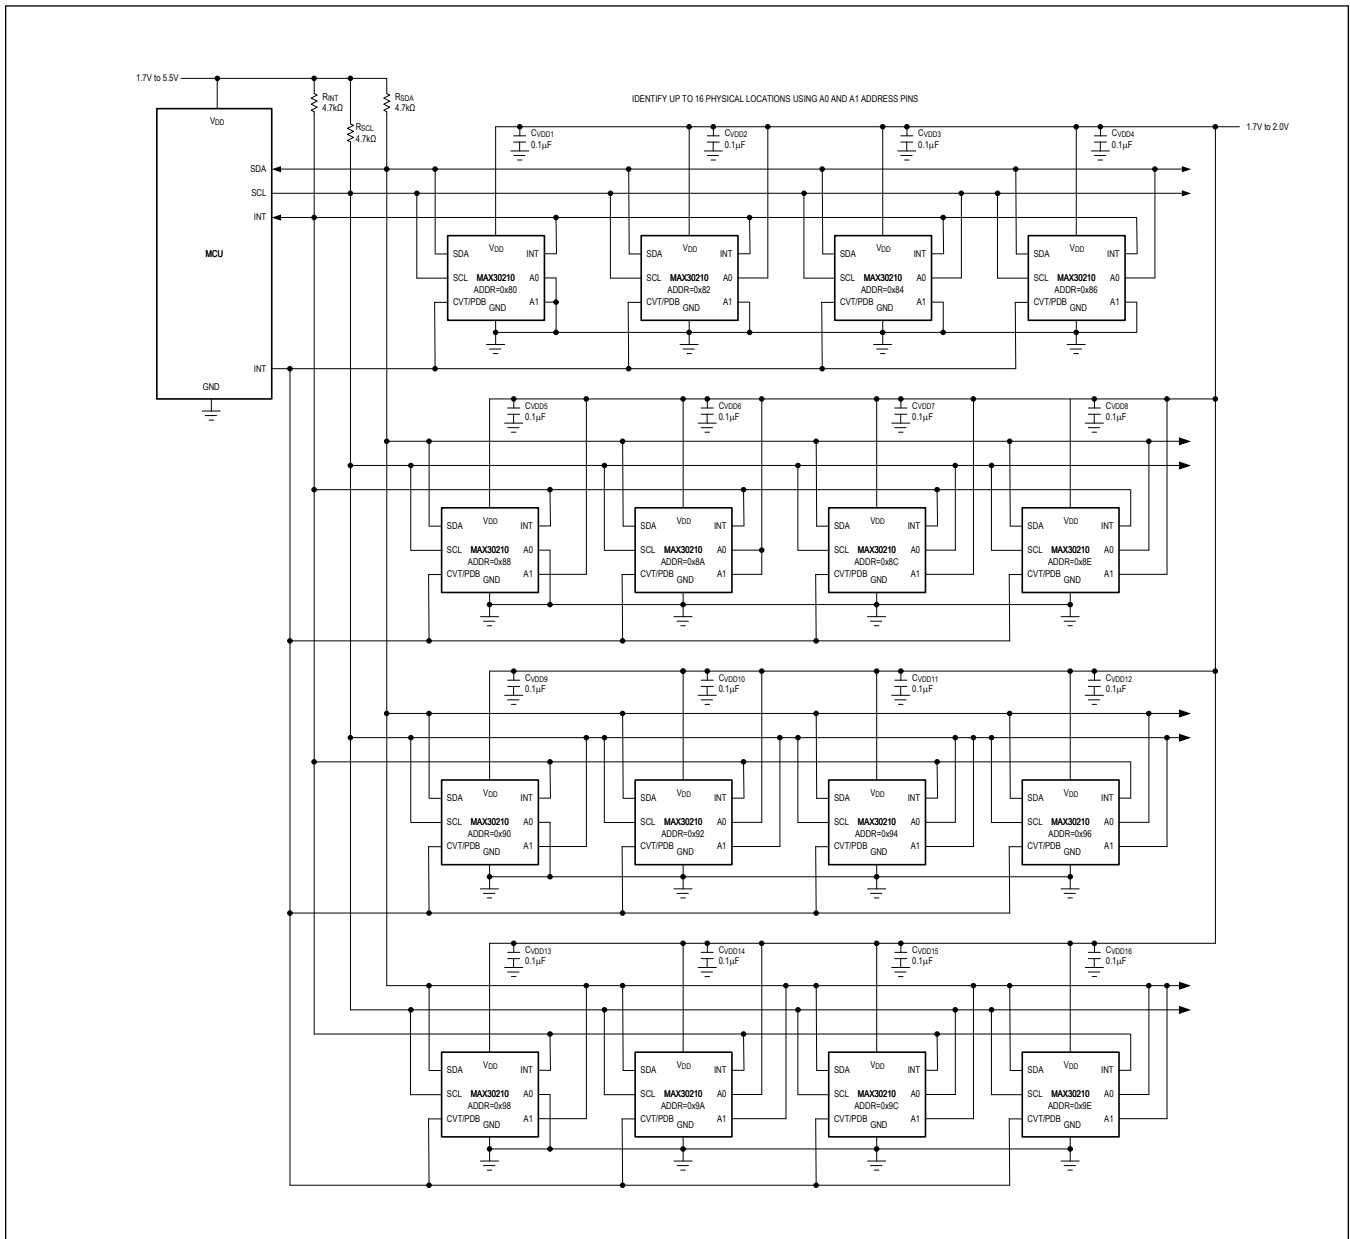 IDENTIFY UP TO 16 PHYSICAL LOCATIONS USING A0 AND A1 ADDRESS PINS
1.7V to 5.5V
RINT
4.7kΩ
RSCL
4.7kΩ
RSDA
4.7kΩ
1.7V to 2.0V
VDD
SDA
SCL
INT
MCU
INT
GND
CVDD1
0.1µF
CVDD2
0.1µF
CVDD3
0.1µF
CVDD4
0.1µF
VDD
SDA INT
SCL MAX30210 A0
ADDR=0x80
CVT/PDB A1
GND
VDD
SDA INT
SCL MAX30210 A0
ADDR=0x82
CVT/PDB A1
GND
VDD
SDA INT
SCL MAX30210 A0
ADDR=0x84
CVT/PDB A1
GND
VDD
SDA INT
SCL MAX30210 A0
ADDR=0x86
CVT/PDB A1
GND
CVDD5
0.1µF
CVDD6
0.1µF
CVDD7
0.1µF
CVDD8
0.1µF
VDD
SDA INT
SCL MAX30210 A0
ADDR=0x88
CVT/PDB A1
GND
VDD
SDA INT
SCL MAX30210 A0
ADDR=0x8A
CVT/PDB A1
GND
VDD
SDA INT
SCL MAX30210 A0
ADDR=0x8C
CVT/PDB A1
GND
VDD
SDA INT
SCL MAX30210 A0
ADDR=0x8E
CVT/PDB A1
GND
CVDD9
0.1µF
CVDD10
0.1µF
CVDD11
0.1µF
CVDD12
0.1µF
VDD
SDA INT
SCL MAX30210 A0
ADDR=0x90
CVT/PDB A1
GND
VDD
SDA INT
SCL MAX30210 A0
ADDR=0x92
CVT/PDB A1
GND
VDD
SDA INT
SCL MAX30210 A0
ADDR=0x94
CVT/PDB A1
GND
VDD
SDA INT
SCL MAX30210 A0
ADDR=0x96
CVT/PDB A1
GND
CVDD13
0.1µF
CVDD14
0.1µF
CVDD15
0.1µF
CVDD16
0.1µF
VDD
SDA INT
SCL MAX30210 A0
ADDR=0x98
CVT/PDB A1
GND
VDD
SDA INT
SCL MAX30210 A0
ADDR=0x9A
CVT/PDB A1
GND
VDD
SDA INT
SCL MAX30210 A0
ADDR=0x9C
CVT/PDB A1
GND
VDD
SDA INT
SCL MAX30210 A0
ADDR=0x9E
CVT/PDB A1
GND